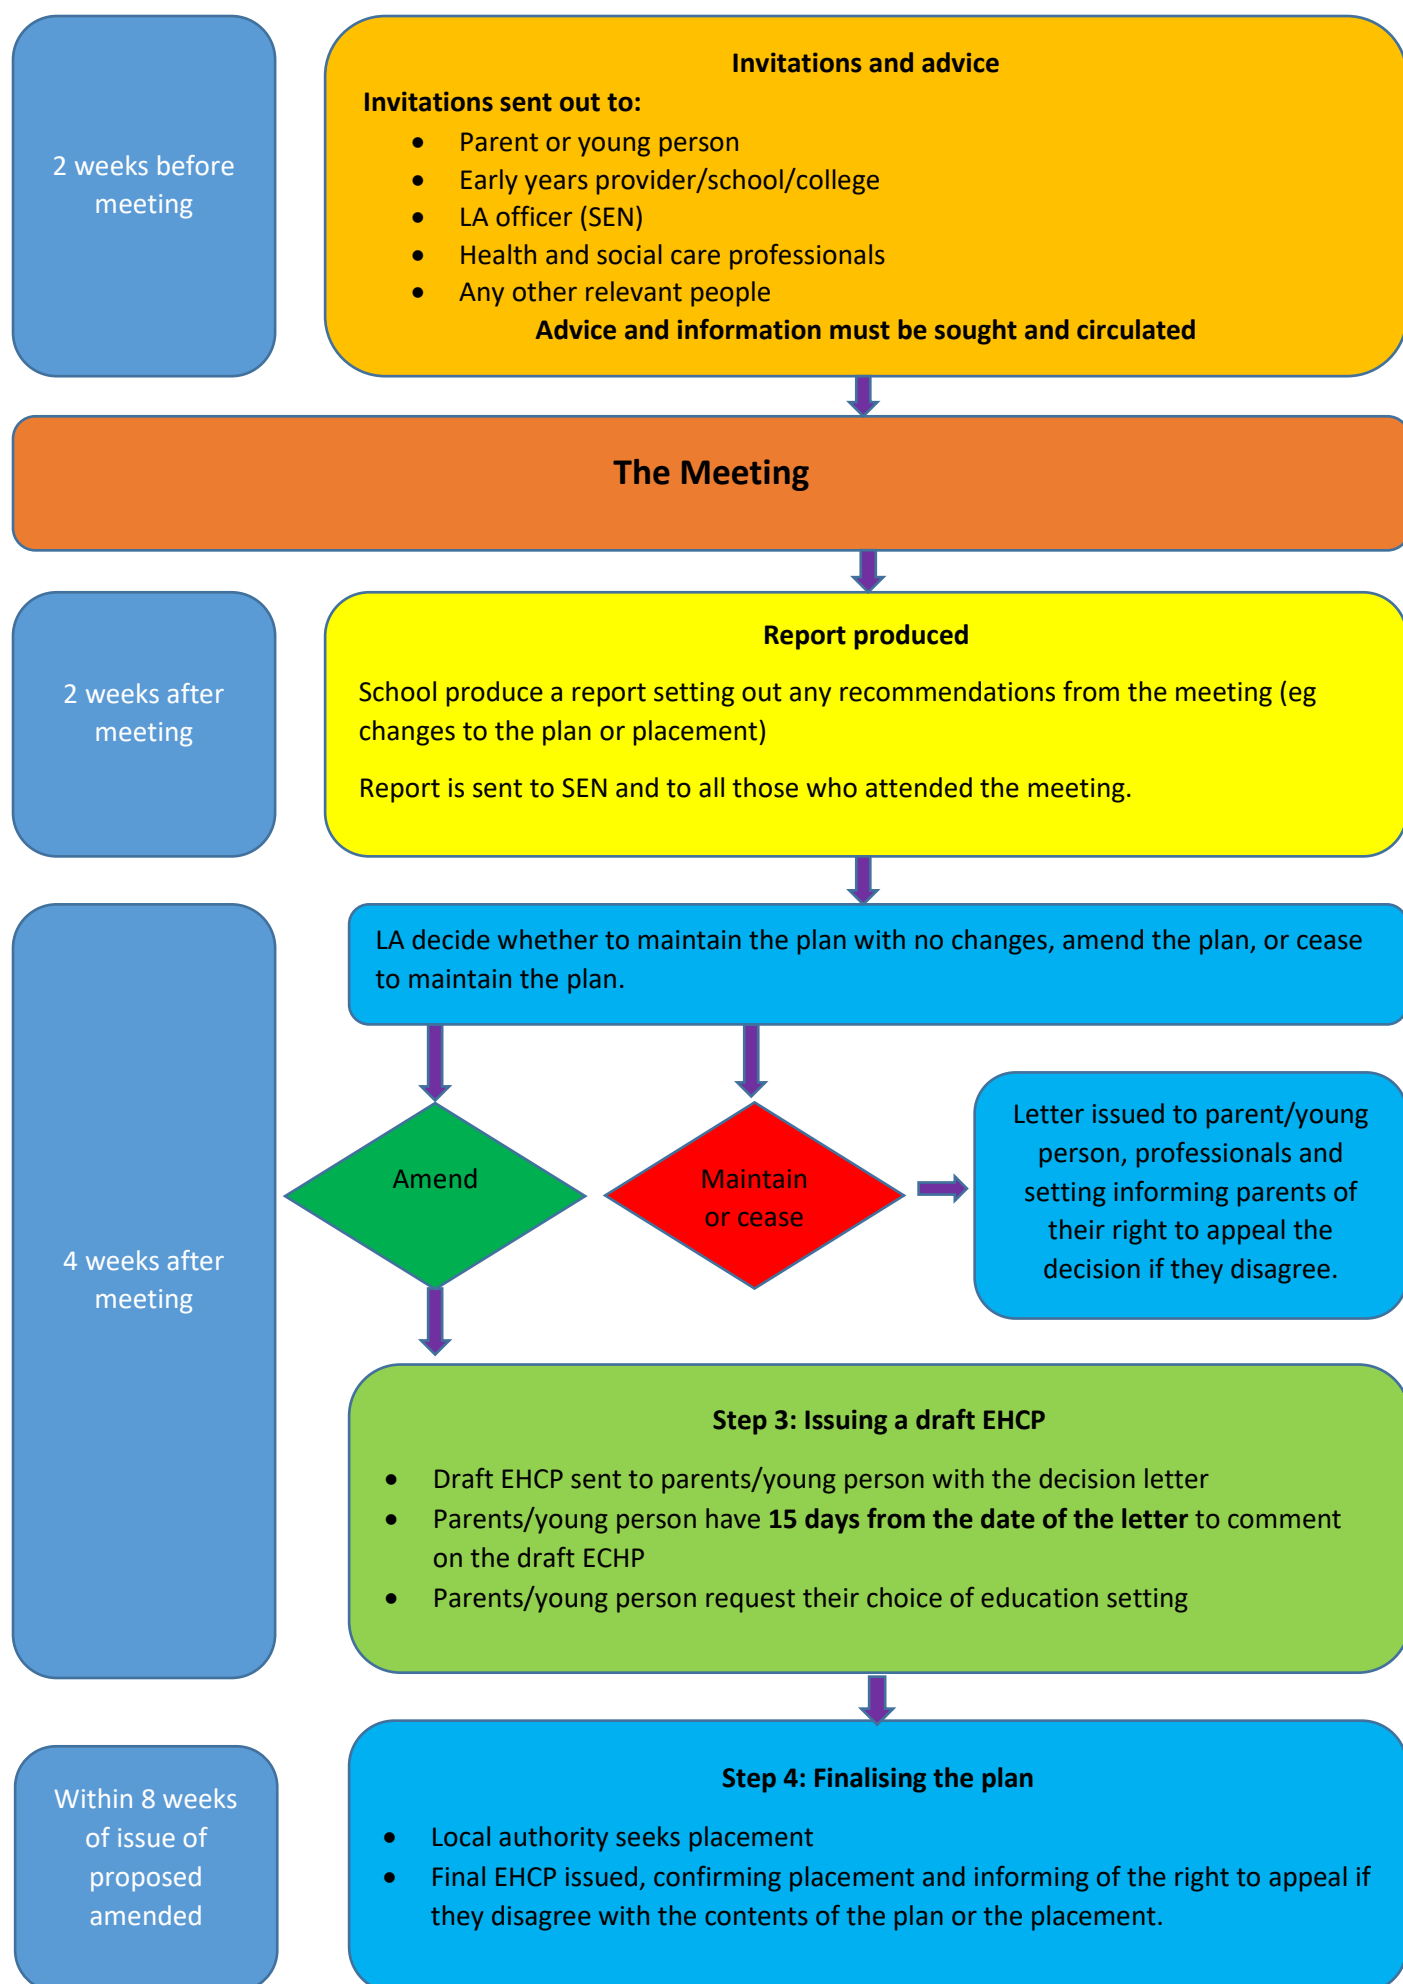 2 weeks before
meeting
Invitations and advice
Invitations sent out to:
• Parent or young person
• Early years provider/school/college
• LA officer (SEN)
• Health and social care professionals
• Any other relevant people
Advice and information must be sought and circulated
The Meeting
2 weeks after
meeting
Report produced
School produce a report setting out any recommendations from the meeting (eg
changes to the plan or placement)
Report is sent to SEN and to all those who attended the meeting.
4 weeks after
meeting
LA decide whether to maintain the plan with no changes, amend the plan, or cease
to maintain the plan.
Amend
Maintain
or cease
Letter issued to parent/young
person, professionals and
setting informing parents of
their right to appeal the
decision if they disagree.
Step 3: Issuing a draft EHCP
• Draft EHCP sent to parents/young person with the decision letter
• Parents/young person have 15 days from the date of the letter to comment
on the draft ECHP
• Parents/young person request their choice of education setting
Within 8 weeks
of issue of
proposed
amended
Step 4: Finalising the plan
• Local authority seeks placement
• Final EHCP issued, confirming placement and informing of the right to appeal if
they disagree with the contents of the plan or the placement.